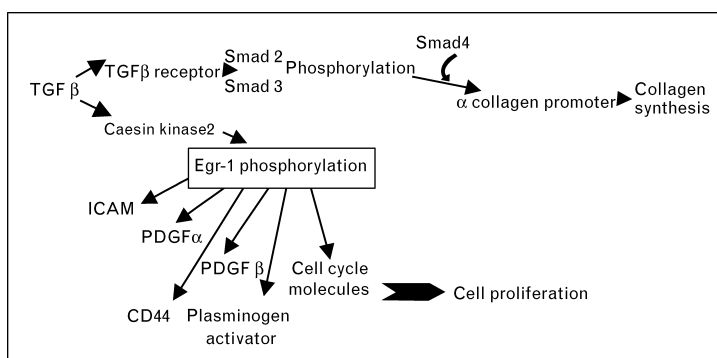 Smad4
Smad 2
TGFβ receptor
Phosphorylation
Smad 3
TGF β
α collagen promoter
Collagen
synthesis
Caesin kinase2
Egr-1 phosphorylation
ICAM
PDGFα
PDGF β
Cell cycle
molecules
Cell proliferation
CD44
Plasminogen
activator